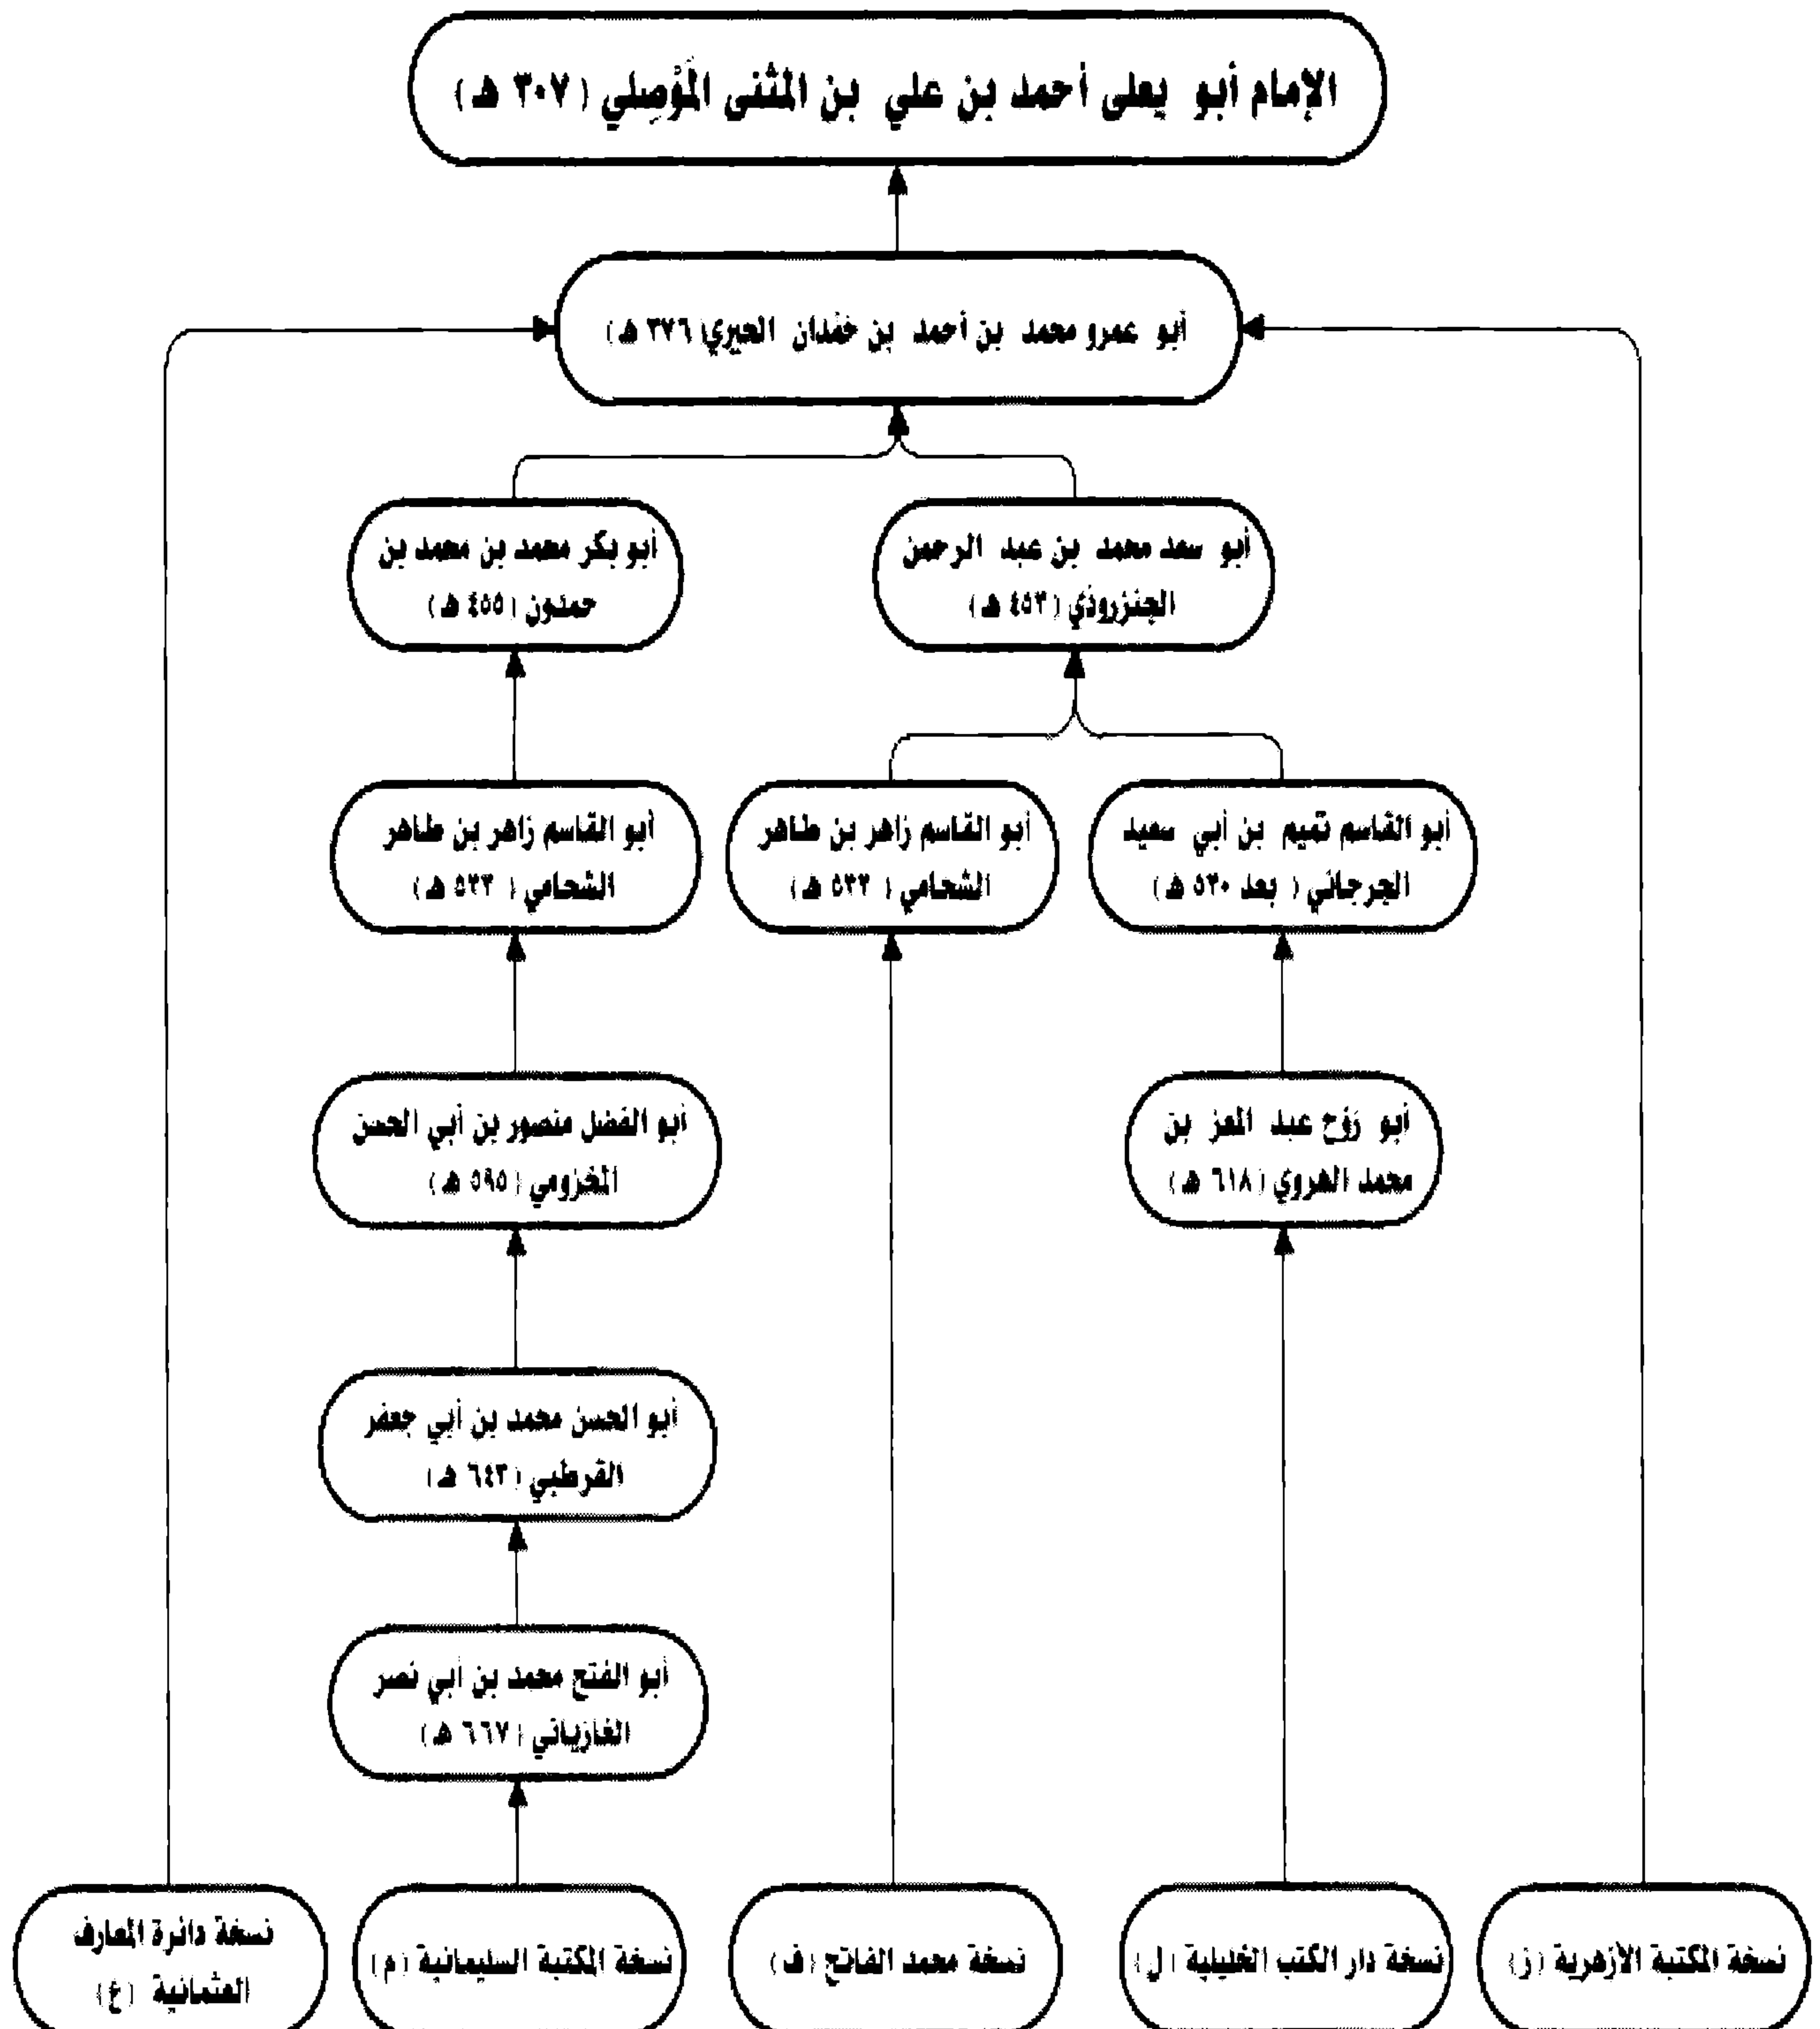 الإمام أبو يعلى أحمد بن علي بن المثنى المَوْصِلي (٣٠٧ هـ)
أبو عمرو محمد بن أحمد بن حَمْدان الحيري (٣٧٦ هـ)
أبو سعد محمد بن عبد الرحمن
الجنزروذي (٤٥٣ هـ)
أبو بكر محمد بن محمد بن
حمدون (٤٥٥ هـ)
أبو القاسم تميم بن أبي سعيد
الجرجاني (بعد ٥٣٠ هـ)
أبو القاسم زاهر بن طاهر
الشحامي (٥٣٣ هـ)
أبو القاسم زاهر بن طاهر
الشحامي (٥٣٣ هـ)
أبو رَوْح عبد المعز بن
محمد الهروي (٦١٨ هـ)
أبو الفضل منصور بن أبي الحسن
المخزومي (٥٩٥ هـ)
أبو الحسن محمد بن أبي جعفر
القرطبي (٦٤٣ هـ)
أبو الفتح محمد بن أبي نصر
الغازياني (٦٦٧ هـ)
نسخة المكتبة الأزهرية (ز)
نسخة دار الكتب الخليلية (ل)
نسخة محمد الفاتح (ف)
نسخة المكتبة السليمانية (م)
نسخة دائرة المعارف
العثمانية (ع)